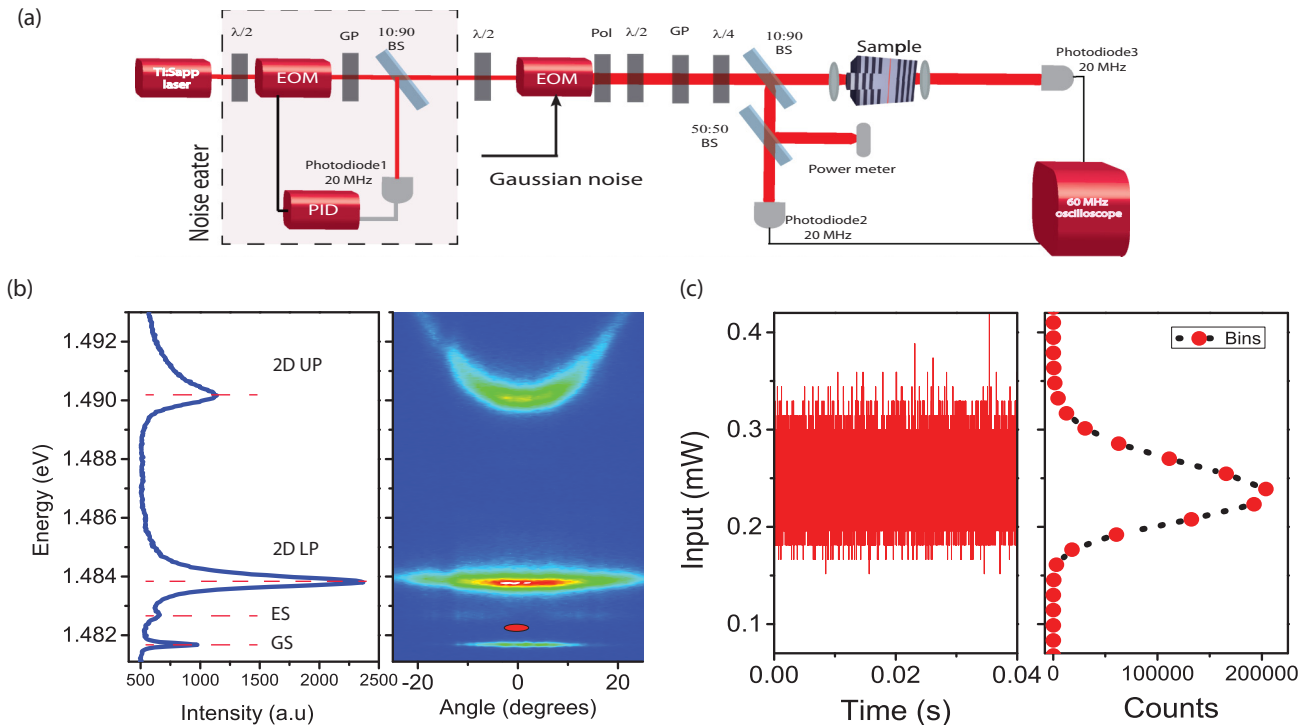 (a)
λ/2
GP
10:90
BS
λ/2
Pol
λ/2
GP
λ/4
10:90
BS
Sample
Photodiode3
20 MHz
Ti:Sapp
laser
EOM
EOM
50:50
BS
Power meter
Noise eater
Photodiode1
20 MHz
PID
Gaussian noise
Photodiode2
20 MHz
60 MHz
oscilloscope
(b)
Energy (eV)
1.492
1.490
1.488
1.486
1.484
1.482
2D UP
2D LP
ES
GS
500
1000
1500
2000
2500
Intensity (a.u)
-20
0
20
Angle (degrees)
(c)
Input (mW)
0.4
0.3
0.2
0.1
0.00
0.02
0.04
Time (s)
Bins
0
100000
200000
Counts